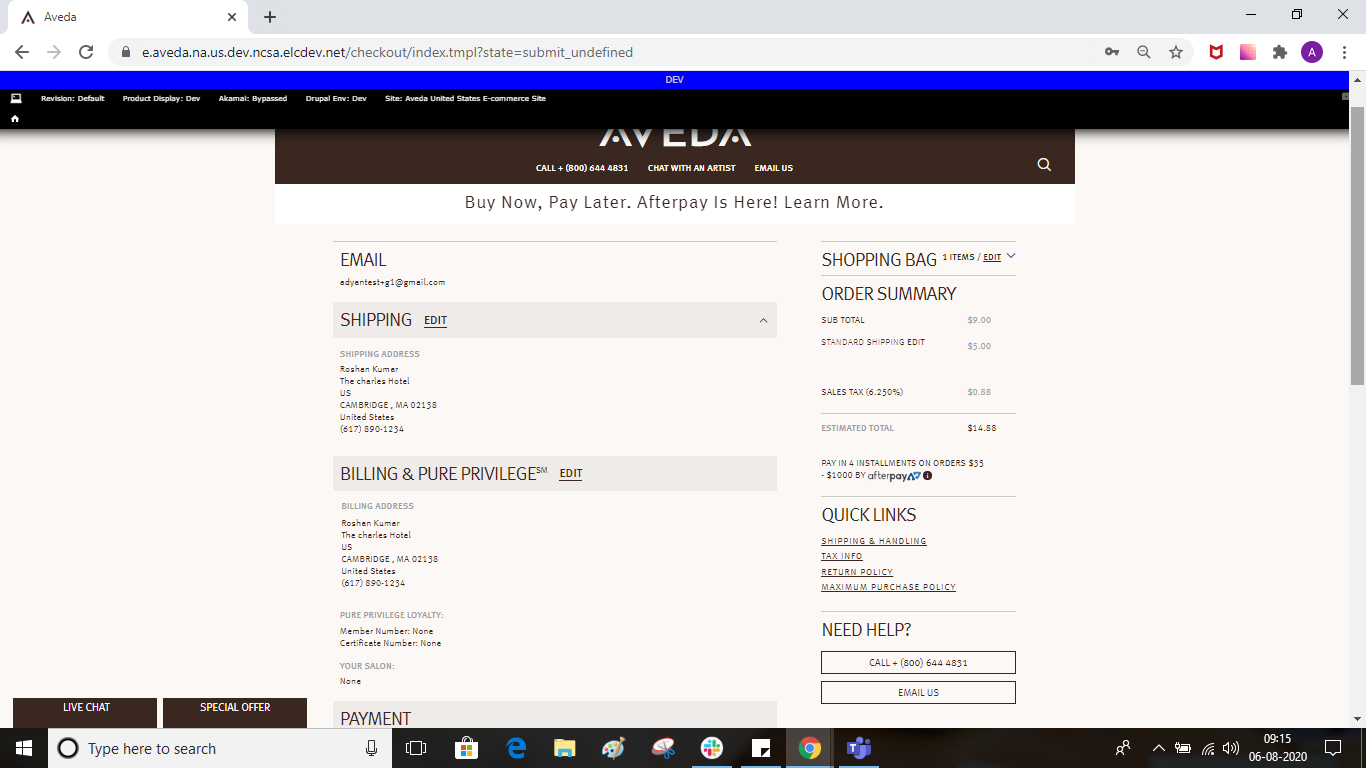 Aveda
e.aveda.na.us.dev.ncsa.elcdev.net/checkout/index.tmpl?state=submit_undefined
A
DEV
Revision: Default Product Display: Dev Akamai: Bypassed Drupal Env: Dev Site: Aveda United States E-commerce Site
AVEDA
CALL + (800) 644 4831 CHAT WITH AN ARTIST EMAIL US
Buy Now, Pay Later. Afterpay Is Here! Learn More.
EMAIL
adyantest+g1@gmail.com
SHIPPING EDIT
SHIPPING ADDRESS
Roshan Kumar
The charles Hotel
US
CAMBRIDGE , MA 02138
United States
(617) 890-1234
BILLING & PURE PRIVILEGE℠ EDIT
BILLING ADDRESS
Roshan Kumar
The charles Hotel
US
CAMBRIDGE , MA 02138
United States
(617) 890-1234
PURE PRIVILEGE LOYALTY:
Member Number: None
Certificate Number: None
YOUR SALON:
None
PAYMENT
SHOPPING BAG 1 ITEMS / EDIT
ORDER SUMMARY
SUB TOTAL $9.00
STANDARD SHIPPING EDIT $5.00
SALES TAX (6.250%) $0.88
ESTIMATED TOTAL $14.88
PAY IN 4 INSTALLMENTS ON ORDERS $35
- $1000 BY afterpay
QUICK LINKS
SHIPPING & HANDLING
TAX INFO
RETURN POLICY
MAXIMUM PURCHASE POLICY
NEED HELP?
CALL + (800) 644 4831
EMAIL US
LIVE CHAT SPECIAL OFFER
Type here to search
09:15
06-08-2020